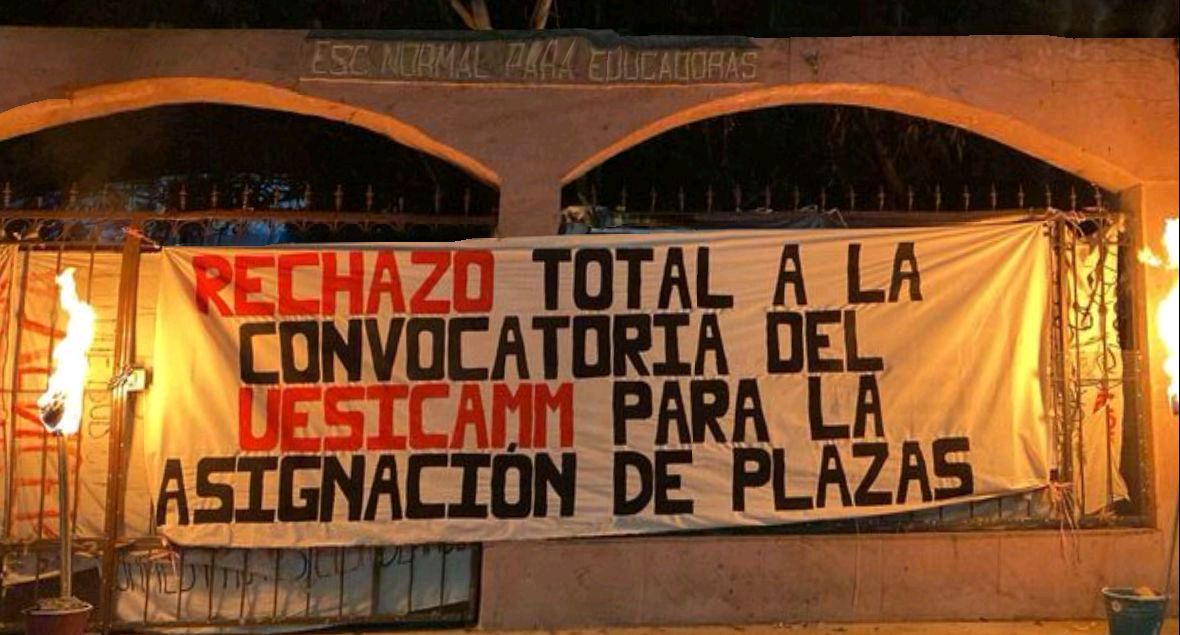 ESC NORMAL PARA EDUCADORAS
RECHAZO TOTAL A LA
CONVOCATORIA DEL
UESICAMM PARA LA
ASIGNACIÓN DE PLAZAS